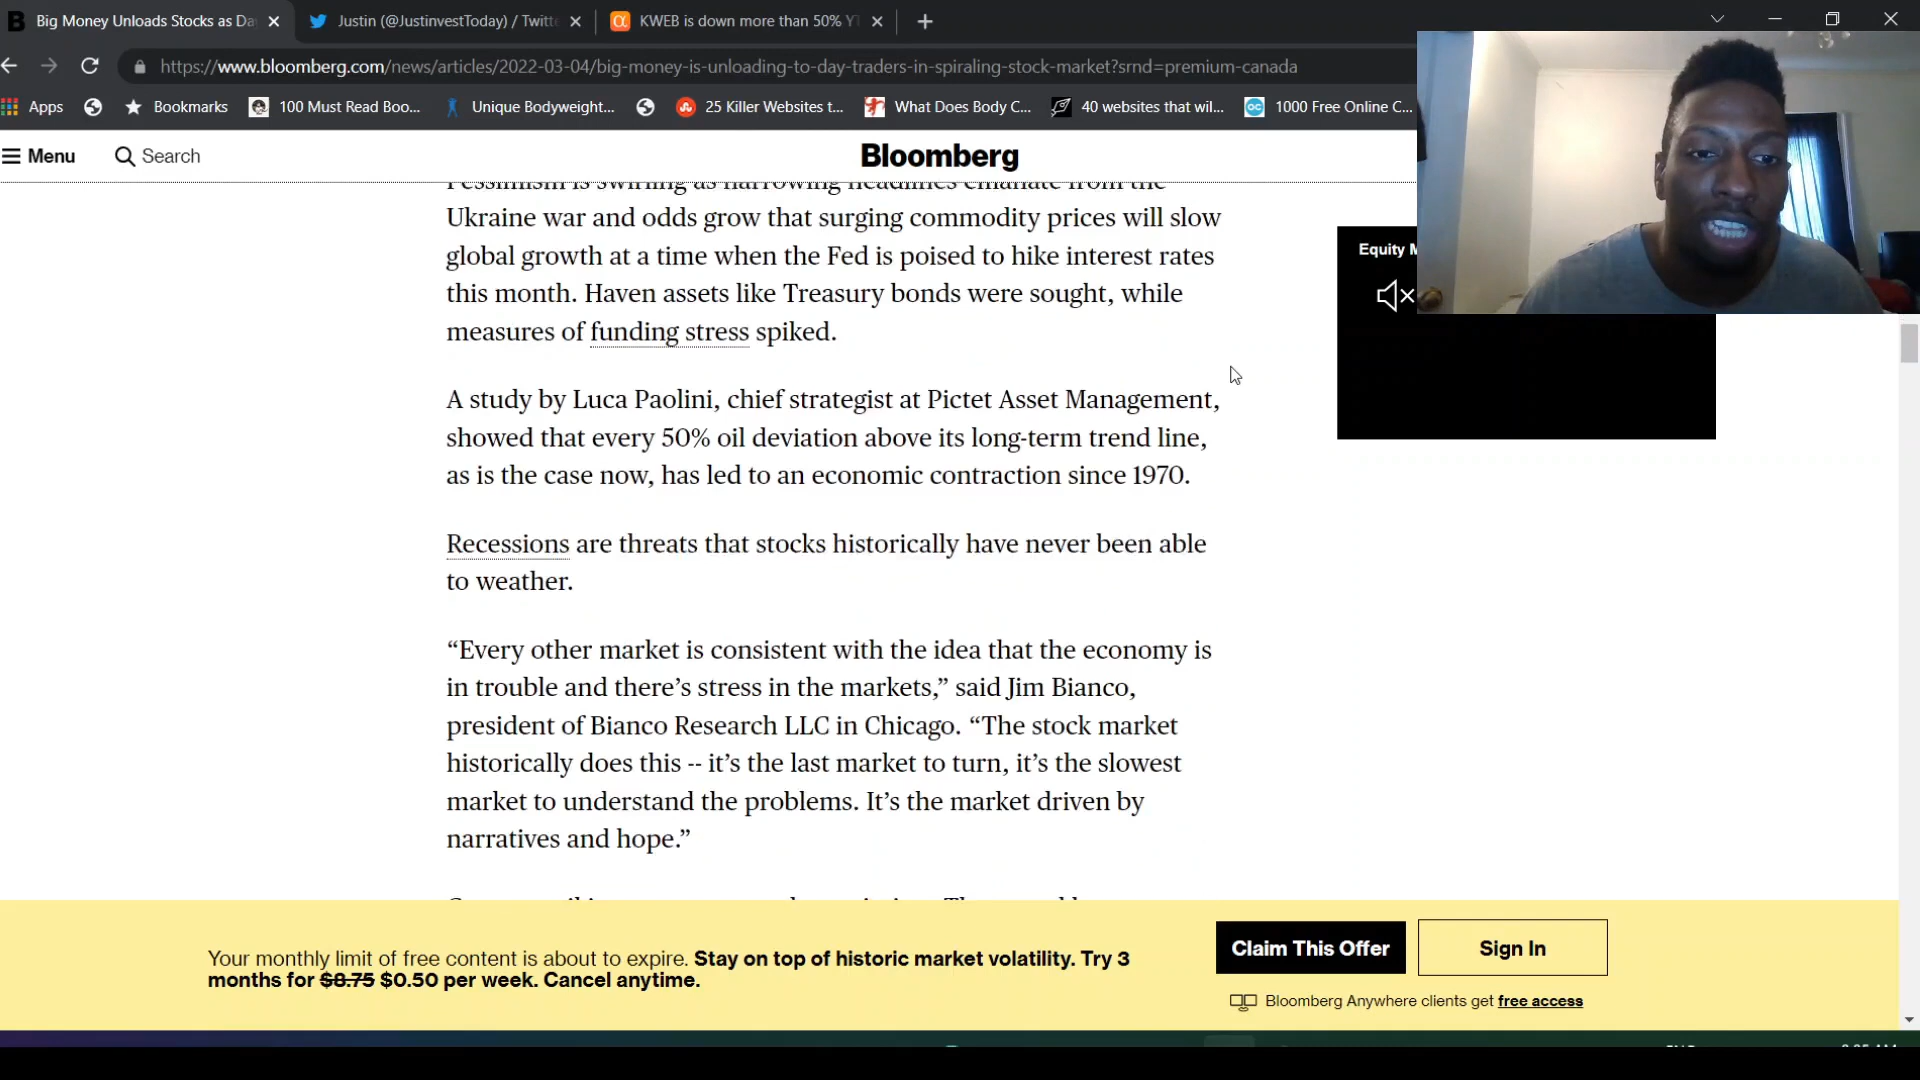 Big Money Unloads Stocks as Da
Justin (@JustinvestToday) / Twitte
KWEB is down more than 50% YT
https://www.bloomberg.com/news/articles/2022-03-04/big-money-is-unloading-to-day-traders-in-spiraling-stock-market?srnd=premium-canada
Apps
Bookmarks
100 Must Read Boo...
Unique Bodyweight...
25 Killer Websites t...
What Does Body C...
40 websites that wil...
1000 Free Online C...
Menu
Search
Bloomberg
Pessimism is swirling as harrowing headlines emanate from the
Ukraine war and odds grow that surging commodity prices will slow
global growth at a time when the Fed is poised to hike interest rates
this month. Haven assets like Treasury bonds were sought, while
measures of funding stress spiked.
Equity M
A study by Luca Paolini, chief strategist at Pictet Asset Management,
showed that every 50% oil deviation above its long-term trend line,
as is the case now, has led to an economic contraction since 1970.
Recessions are threats that stocks historically have never been able
to weather.
“Every other market is consistent with the idea that the economy is
in trouble and there’s stress in the markets,” said Jim Bianco,
president of Bianco Research LLC in Chicago. “The stock market
historically does this -- it’s the last market to turn, it’s the slowest
market to understand the problems. It’s the market driven by
narratives and hope.”
Your monthly limit of free content is about to expire. Stay on top of historic market volatility. Try 3
months for $8.75 $0.50 per week. Cancel anytime.
Claim This Offer
Sign In
Bloomberg Anywhere clients get free access